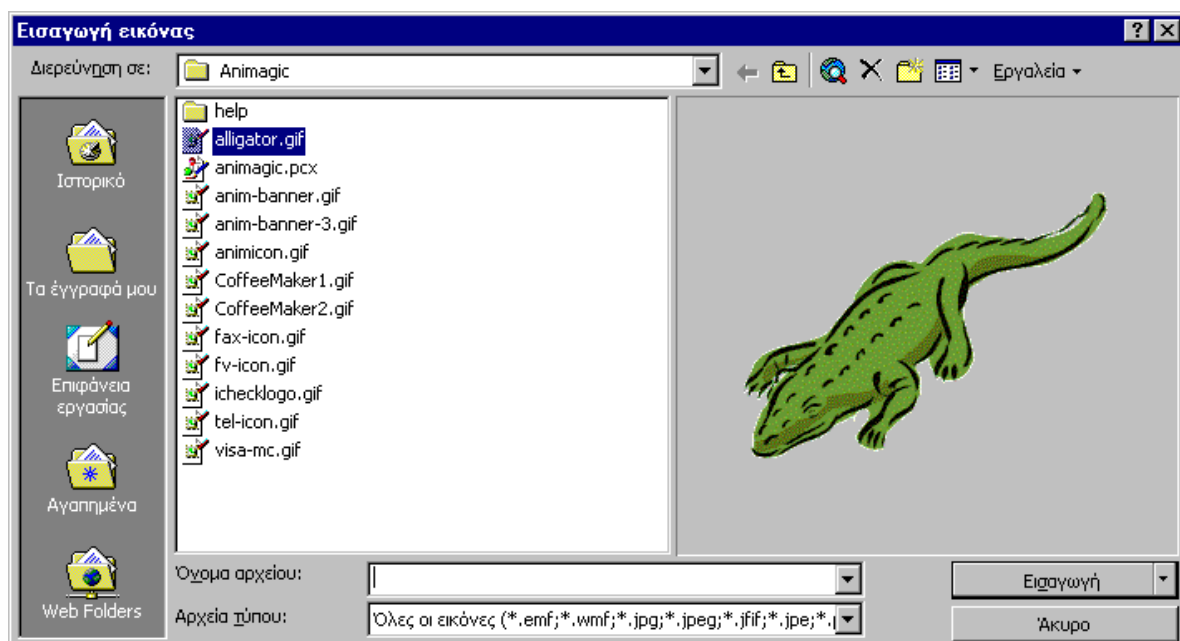 Εισαγωγή εικόνας
Διερεύνηση σε:
Animagic
Εργαλεία
Ιστορικό
Τα έγγραφά μου
Επιφάνεια
εργασίας
Αγαπημένα
Web Folders
help
alligator.gif
animagic.pcx
anim-banner.gif
anim-banner-3.gif
animicon.gif
CoffeeMaker1.gif
CoffeeMaker2.gif
fax-icon.gif
fv-icon.gif
ichecklogo.gif
tel-icon.gif
visa-mc.gif
Όνομα αρχείου:
Εισαγωγή
Αρχεία τύπου:
Όλες οι εικόνες (*.emf;*.wmf;*.jpg;*.jpeg;*.jfif;*.jpe;*.
Άκυρο